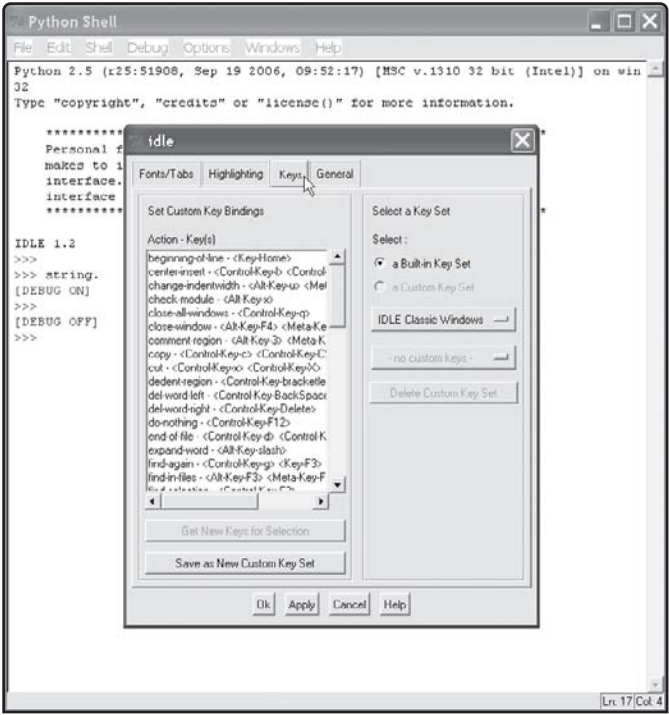 Python Shell
File Edit Shell Debug Options Windows Help
Python 2.5 (r25:51908, Sep 19 2006, 09:52:17) [MSC v.1310 32 bit (Intel)] on win
32
Type "copyright", "credits" or "license()" for more information.
**********
Personal f
makes to i
interface.
interface
**********
IDLE 1.2
>>>
>>> string.
[DEBUG ON]
>>>
[DEBUG OFF]
>>>
idle
Fonts/Tabs Highlighting Keys General
Set Custom Key Bindings
Action - Key(s)
beginning-of-line - <Key-Home>
center-insert - <Control-Key-l> <Control-
change-indentwidth - <Alt-Key-u> <Met
check-module - <Alt-Key-x>
close-all-windows - <Control-Key-q>
close-window - <Alt-Key-F4> <Meta-Ke
comment-region - <Alt-Key-3> <Meta-K
copy - <Control-Key-c> <Control-Key-C>
cut - <Control-Key-x> <Control-Key-X>
dedent-region - <Control-Key-bracketle
del-word-left - <Control-Key-BackSpace
del-word-right - <Control-Key-Delete>
do-nothing - <Control-Key-F12>
end-of-file - <Control-Key-d> <Control-K
expand-word - <Alt-Key-slash>
find-again - <Control-Key-g> <Key-F3>
find-in-files - <Alt-Key-F3> <Meta-Key-F
Get New Keys for Selection
Save as New Custom Key Set
Select a Key Set
Select :
a Built-in Key Set
a Custom Key Set
IDLE Classic Windows
- no custom keys -
Delete Custom Key Set
Ok Apply Cancel Help
Ln: 17 Col: 4